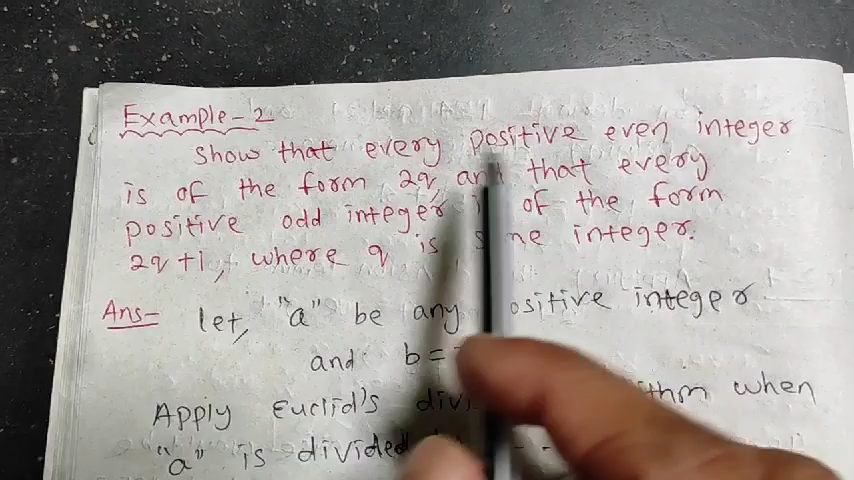 Example-2
Show that every positive even integer
is of the form 2q, and that every
positive odd integer of the form
2q+1, where q is some integer.
Ans- let, "a" be any positive integer
and b =
Apply Euclid's when
"a" is divided